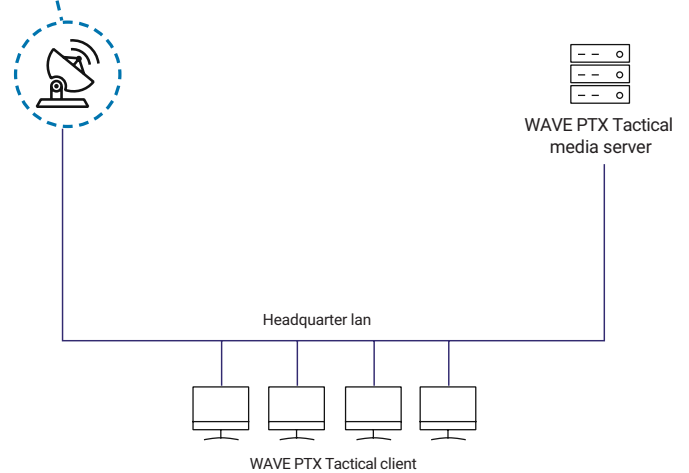 WAVE PTX Tactical
media server
Headquarter lan
WAVE PTX Tactical client